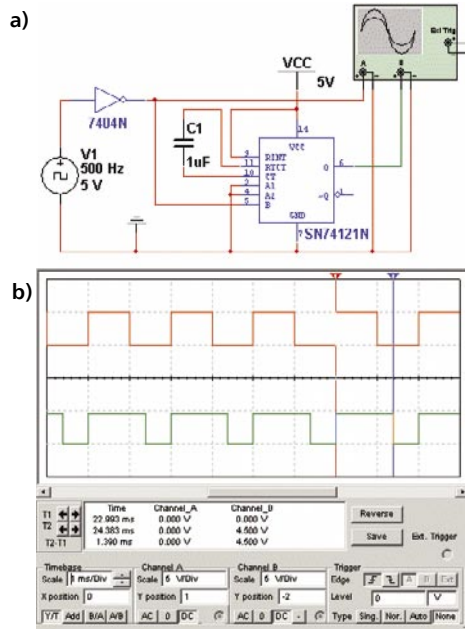 a)
VCC
5V
Ext Trig
A B
7404N
V1
500 Hz
5 V
C1
1uF
14
VCC
9 RINT
11 RTCT
10 CT
3 A1
4 A2
5 B
Q 6
~Q 1
GND
7
SN74121N
b)
T1
T2
T2-T1
Time Channel_A Channel_B
22.993 ms 0.000 V 0.000 V
24.383 ms 0.000 V 4.500 V
1.390 ms 0.000 V 4.500 V
Reverse
Save
Ext. Trigger
Timebase
Scale 1 ms/Div
X position 0
Y/T Add B/A A/B
Channel A
Scale 5 V/Div
Y position 1
AC 0 DC
Channel B
Scale 5 V/Div
Y position -2
AC 0 DC -
Trigger
Edge A B Ext
Level 0 V
Type Sing. Nor. Auto None